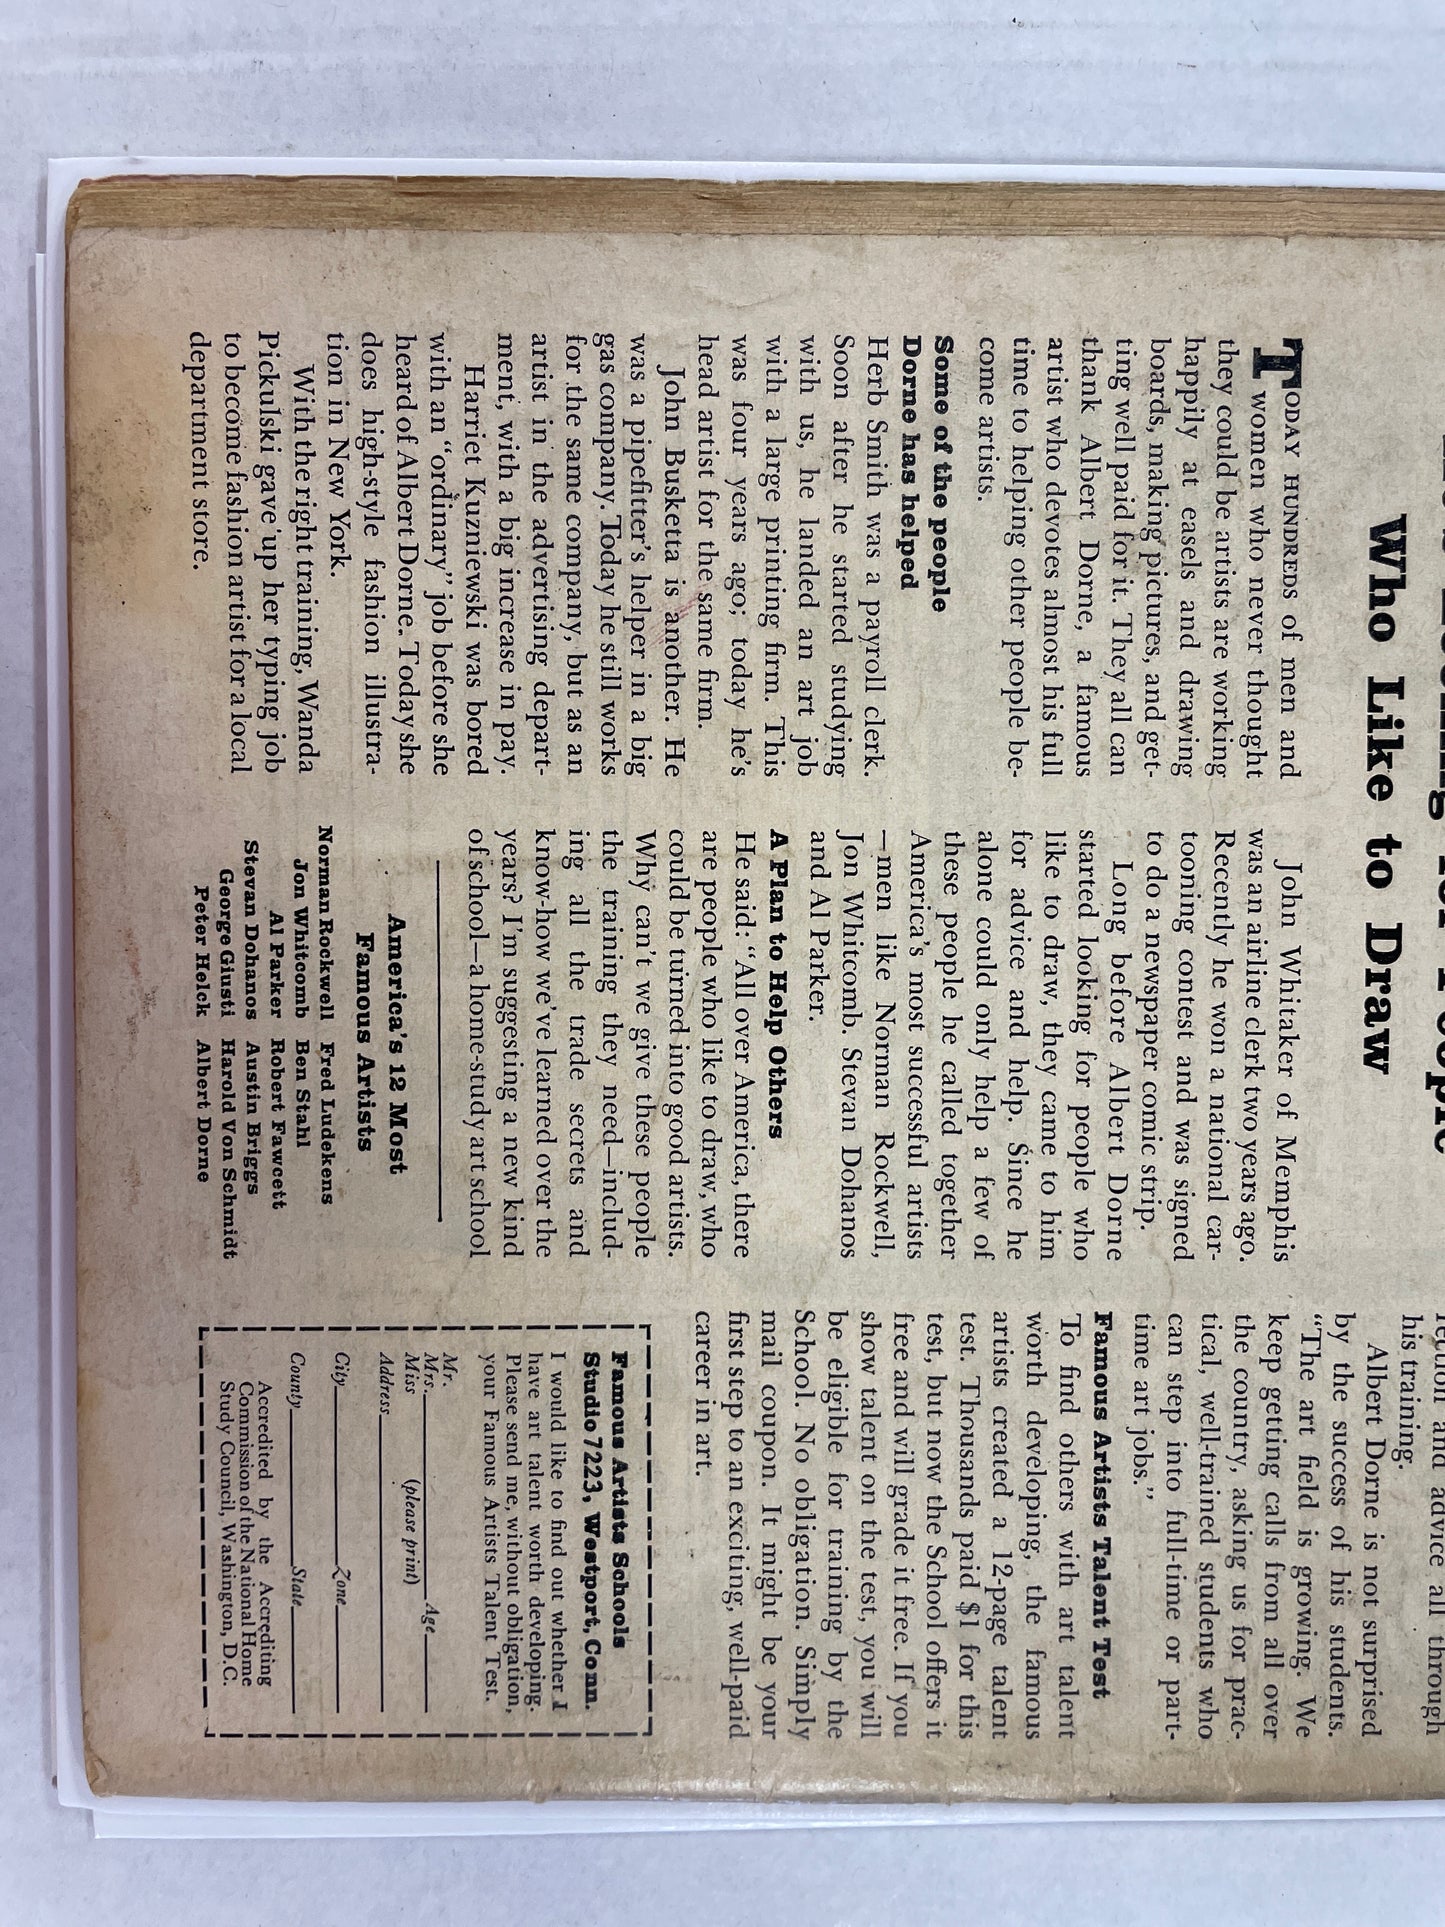 Who Like to Draw
TODAY HUNDREDS of men and
women who never thought
they could be artists are working
happily at easels and drawing
boards, making pictures, and get-
ting well paid for it. They all can
thank Albert Dorne, a famous
artist who devotes almost his full
time to helping other people be-
come artists.
Some of the people
Dorne has helped
Herb Smith was a payroll clerk.
Soon after he started studying
with us, he landed an art job
with a large printing firm. This
was four years ago; today he's
head artist for the same firm.
John Busketta is another. He
was a pipefitter's helper in a big
gas company. Today he still works
for the same company, but as an
artist in the advertising depart-
ment, with a big increase in pay.
Harriet Kuzniewski was bored
with an "ordinary" job before she
heard of Albert Dorne. Today she
does high-style fashion illustra-
tion in New York.
With the right training, Wanda
Pickulski gave up her typing job
to become fashion artist for a local
department store.
John Whitaker of Memphis
was an airline clerk two years ago.
Recently he won a national car-
tooning contest and was signed
to do a newspaper comic strip.
Long before Albert Dorne
started looking for people who
like to draw, they came to him
for advice and help. Since he
alone could only help a few of
these people he called together
America's most successful artists
—men like Norman Rockwell,
Jon Whitcomb. Stevan Dohanos
and Al Parker.
A Plan to Help Others
He said: "All over America, there
are people who like to draw, who
could be turned into good artists.
Why can't we give these people
the training they need—includ-
ing all the trade secrets and
know-how we've learned over the
years? I'm suggesting a new kind
of school—a home-study art school
America's 12 Most
Famous Artists
Norman Rockwell Fred Ludekens
Jon Whitcomb Ben Stahl
Al Parker Robert Fawcett
Stevan Dohanos Austin Briggs
George Giusti Harold Von Schmidt
Peter Helck Albert Dorne
and advice all through
his training.
Albert Dorne is not surprised
by the success of his students.
"The art field is growing. We
keep getting calls from all over
the country, asking us for prac-
tical, well-trained students who
can step into full-time or part-
time art jobs."
Famous Artists Talent Test
To find others with art talent
worth developing, the famous
artists created a 12-page talent
test. Thousands paid $1 for this
test, but now the School offers it
free and will grade it free. If you
show talent on the test, you will
be eligible for training by the
School. No obligation. Simply
mail coupon. It might be your
first step to an exciting, well-paid
career in art.
Famous Artists Schools
Studio 7223, Westport, Conn.
I would like to find out whether I
have art talent worth developing.
Please send me, without obligation,
your Famous Artists Talent Test.
Mr.
Mrs. Age
Miss (please print)
Address
City Zone
County State
Accredited by the Accrediting
Commission of the National Home
Study Council, Washington, D.C.